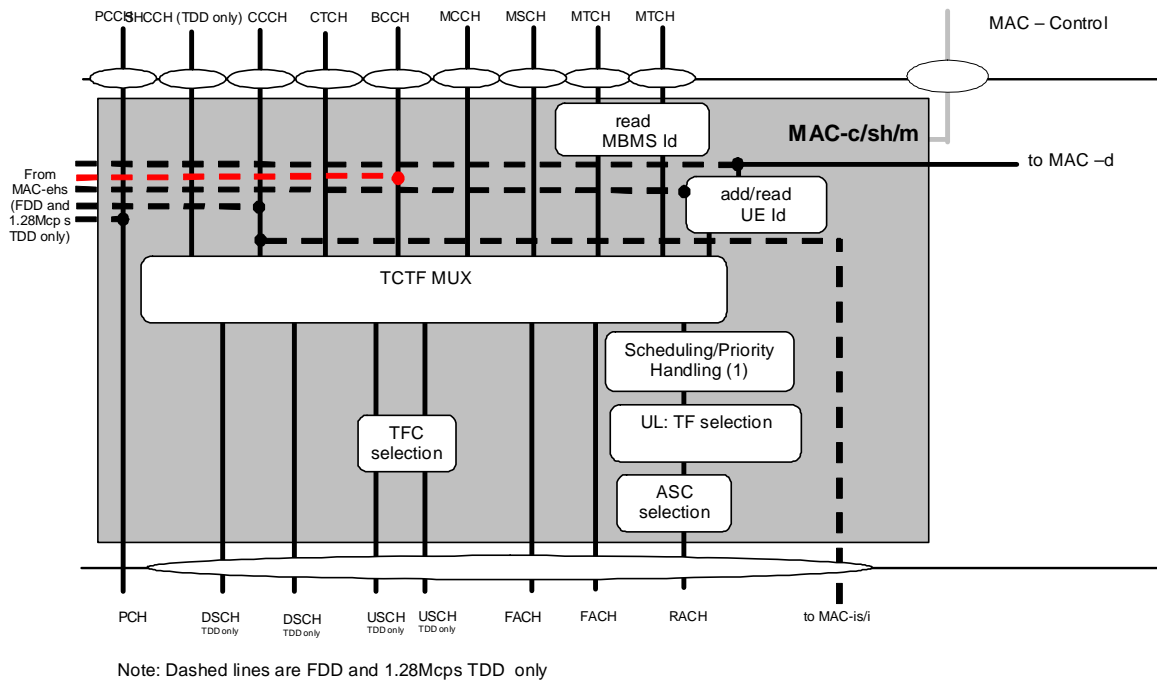 PCCH SHCCH (TDD only) CCCH CTCH BCCH MCCH MSCH MTCH MTCH
MAC – Control
read
MBMS Id
MAC-c/sh/m
to MAC –d
From
MAC-ehs
(FDD and
1.28Mcp s
TDD only)
add/read
UE Id
TCTF MUX
Scheduling/Priority
Handling (1)
UL: TF selection
TFC
selection
ASC
selection
PCH
DSCH
TDD only
DSCH
TDD only
USCH
TDD only
USCH
TDD only
FACH
FACH
RACH
to MAC-is/i
Note: Dashed lines are FDD and 1.28Mcps TDD only